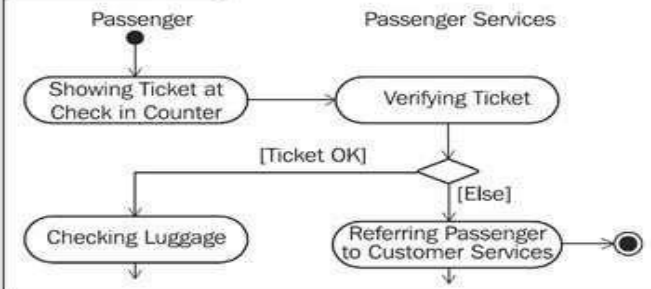 Passenger
Passenger Services
Showing Ticket at
Check in Counter
Verifying Ticket
[Ticket OK]
[Else]
Checking Luggage
Referring Passenger
to Customer Services